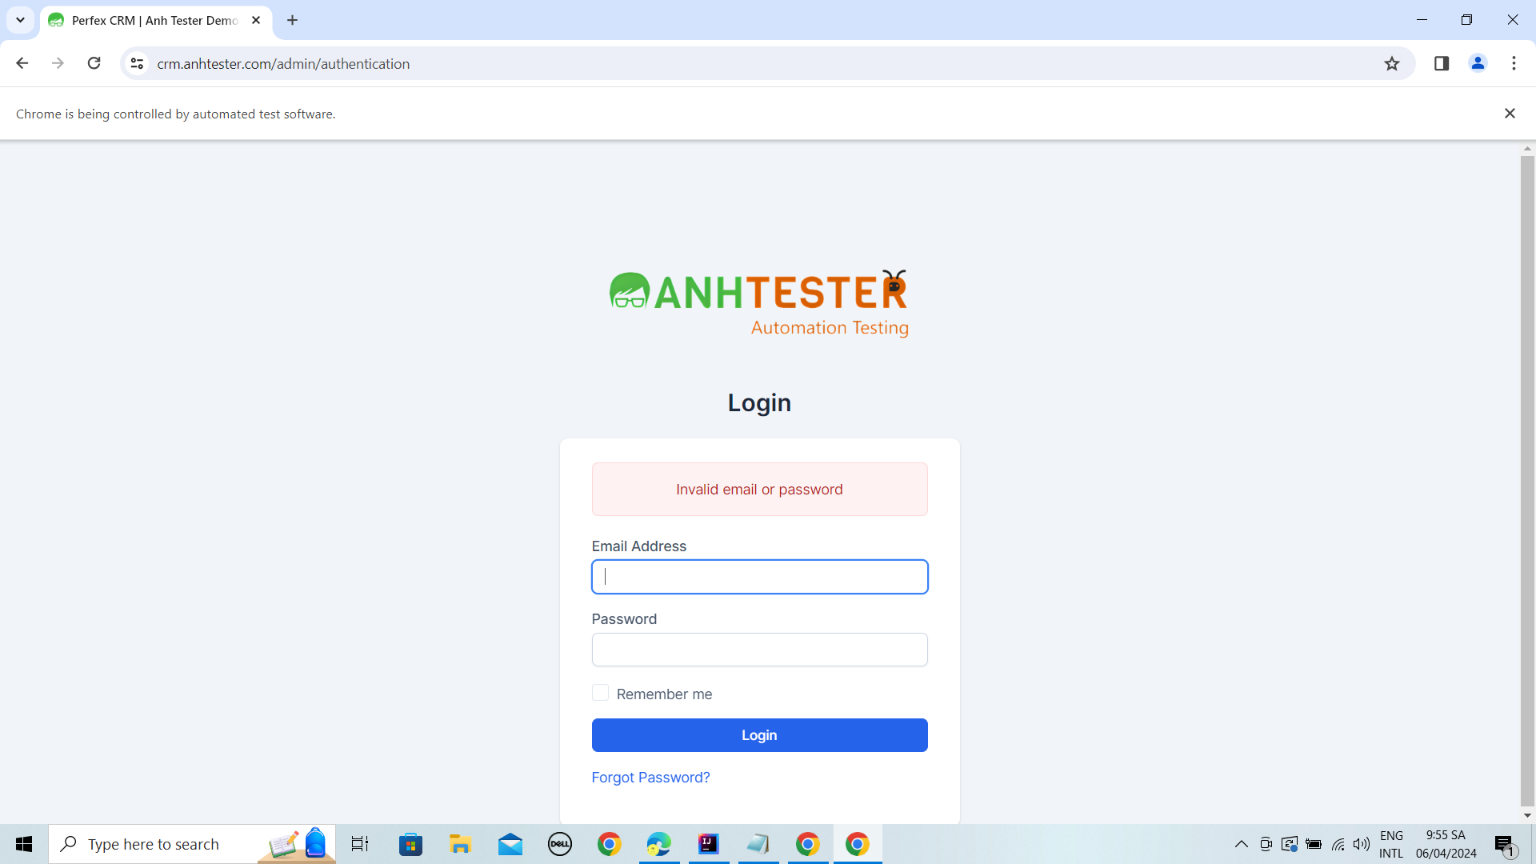 Perfex CRM | Anh Tester Demo
crm.anhtester.com/admin/authentication
Chrome is being controlled by automated test software.
ANHTESTER
Automation Testing
Login
Invalid email or password
Email Address
Password
Remember me
Login
Forgot Password?
Type here to search
DELL
IJ
ENG
INTL
9:55 SA
06/04/2024
1